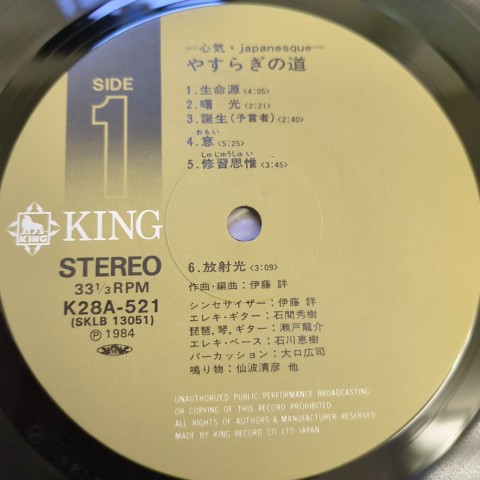 —心気・japanesque—
やすらぎの道
SIDE
1
1.生命源<4:05>
2.曙 光<2:21>
3.誕生(予言者)<2:40>
おもい
4.意<5:25>
しゅじゅうしゅい
5.修習思惟<3:45>
KING
KING
STEREO
33 1/3 RPM
K28A-521
(SKLB 13051)
Ⓟ 1984
6.放射光<3:09>
作曲・編曲:伊藤 詳
シンセサイザー:伊藤 詳
エレキ・ギター:石間秀樹
琵琶,琴,ギター:瀬戸龍介
エレキ・ベース:石川恵樹
パーカッション:大口広司
鳴り物:仙波清彦 他
UNAUTHORIZED PUBLIC PERFORMANCE BROADCASTING
OR COPYING OF THIS RECORD PROHIBITED.
ALL RIGHTS OF AUTHORS & MANUFACTURER RESERVED.
MADE BY KING RECORD CO. LTD. JAPAN.